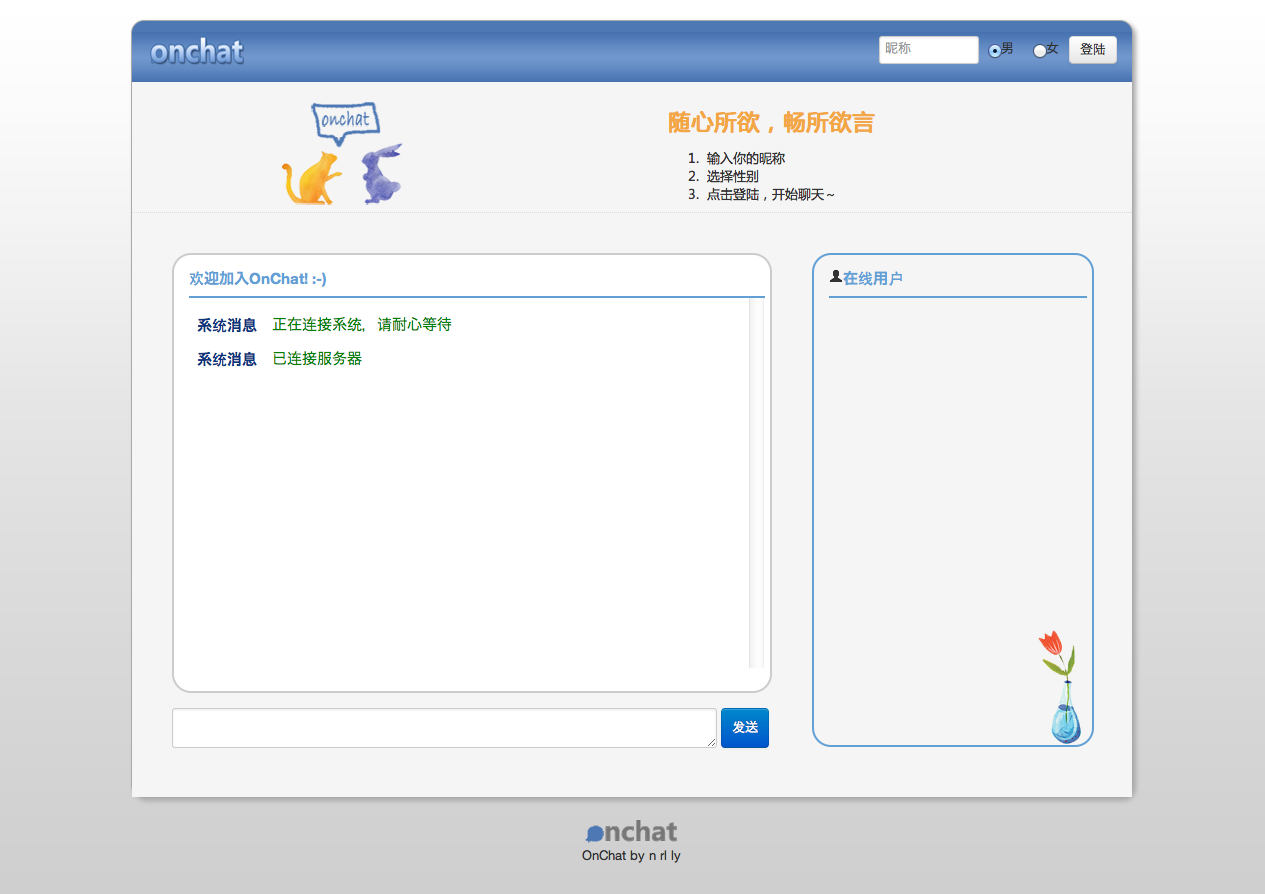 onchat
昵称
男
女
登陆
onchat
随心所欲，畅所欲言
1. 输入你的昵称
2. 选择性别
3. 点击登陆，开始聊天～
欢迎加入OnChat! :-)
在线用户
系统消息 正在连接系统，请耐心等待
系统消息 已连接服务器
发送
onchat
OnChat by n rl ly